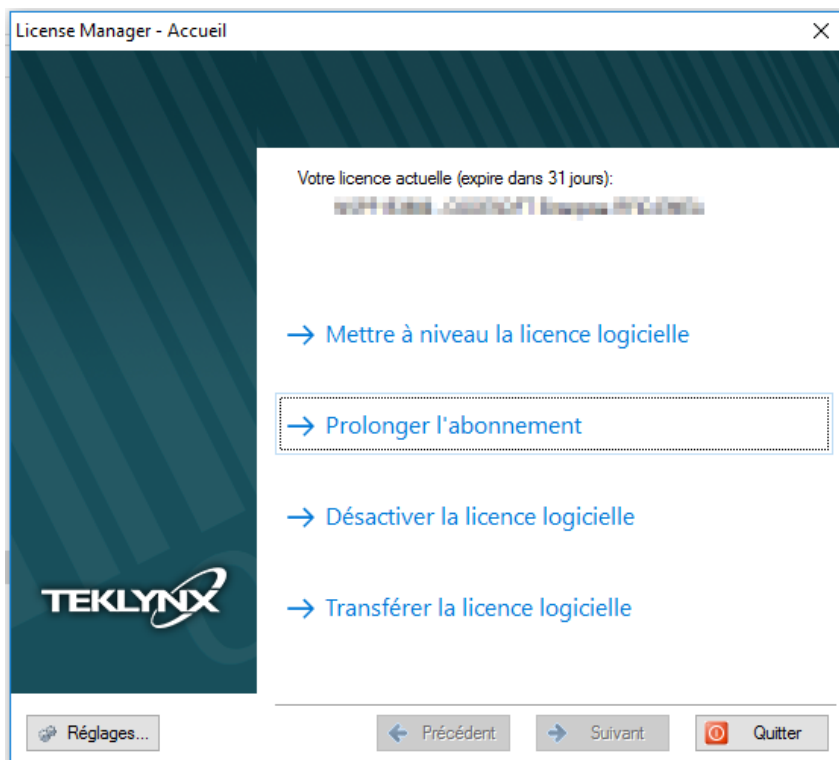 License Manager - Accueil
Votre licence actuelle (expire dans 31 jours):
Mettre à niveau la licence logicielle
Prolonger l'abonnement
Désactiver la licence logicielle
Transférer la licence logicielle
TEKLYNX
Réglages...
Précédent
Suivant
Quitter